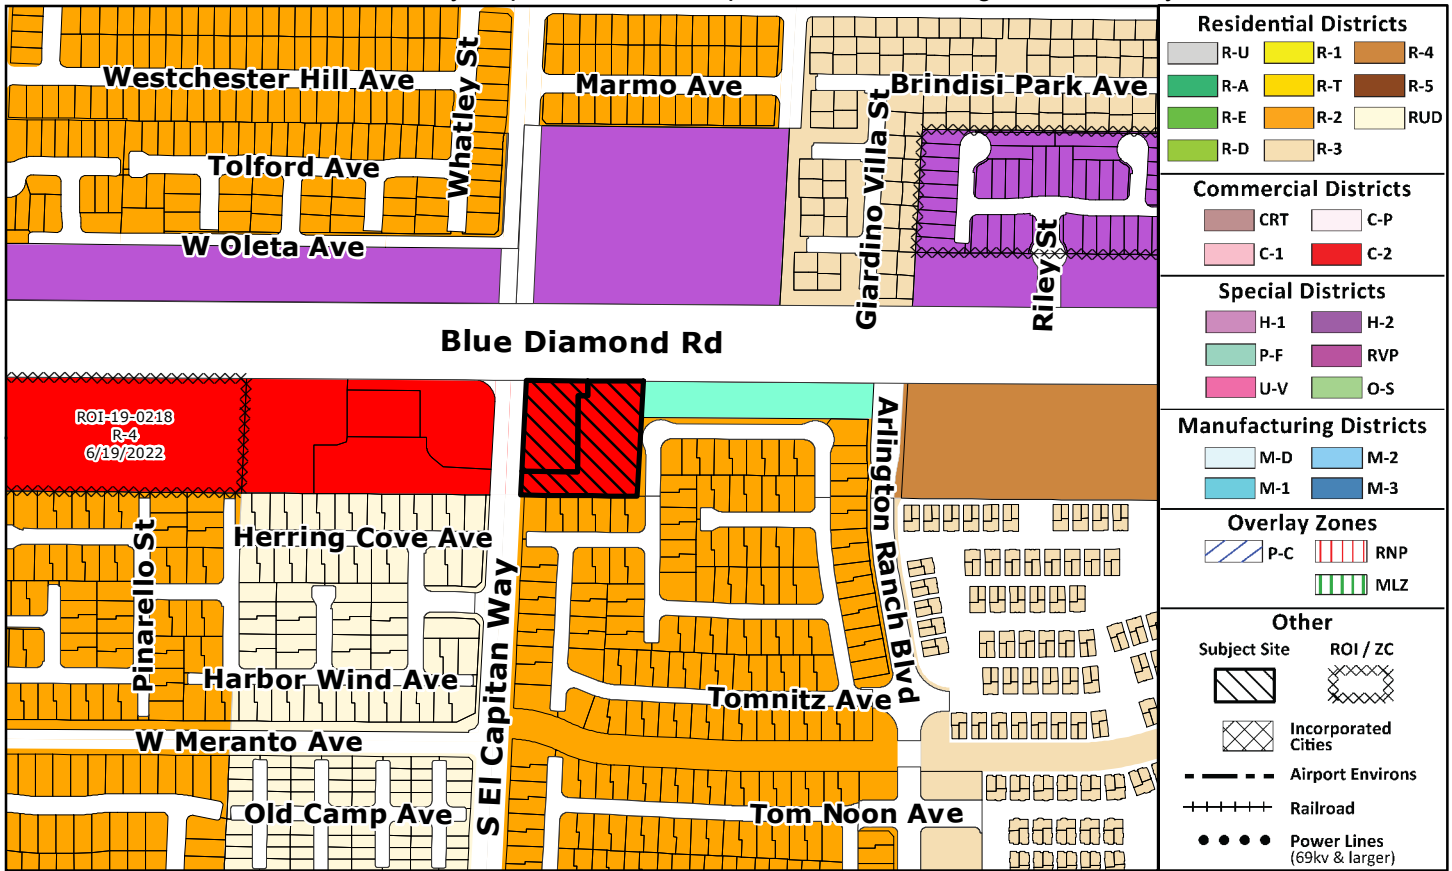 Westchester Hill Ave
Whatley St
Marmo Ave
Brindisi Park Ave
Tolford Ave
Giardino Villa St
W Oleta Ave
Riley St
Blue Diamond Rd
ROI-19-0218
R-4
6/19/2022
Arlington Ranch Blvd
Pinarello St
Herring Cove Ave
S El Capitan Way
Harbor Wind Ave
Tomnitz Ave
W Meranto Ave
Old Camp Ave
Tom Noon Ave
Residential Districts
R-U R-1 R-4
R-A R-T R-5
R-E R-2 RUD
R-D R-3
Commercial Districts
CRT C-P
C-1 C-2
Special Districts
H-1 H-2
P-F RVP
U-V O-S
Manufacturing Districts
M-D M-2
M-1 M-3
Overlay Zones
P-C RNP
MLZ
Other
Subject Site ROI / ZC
Incorporated
Cities
Airport Environs
Railroad
Power Lines
(69kv & larger)